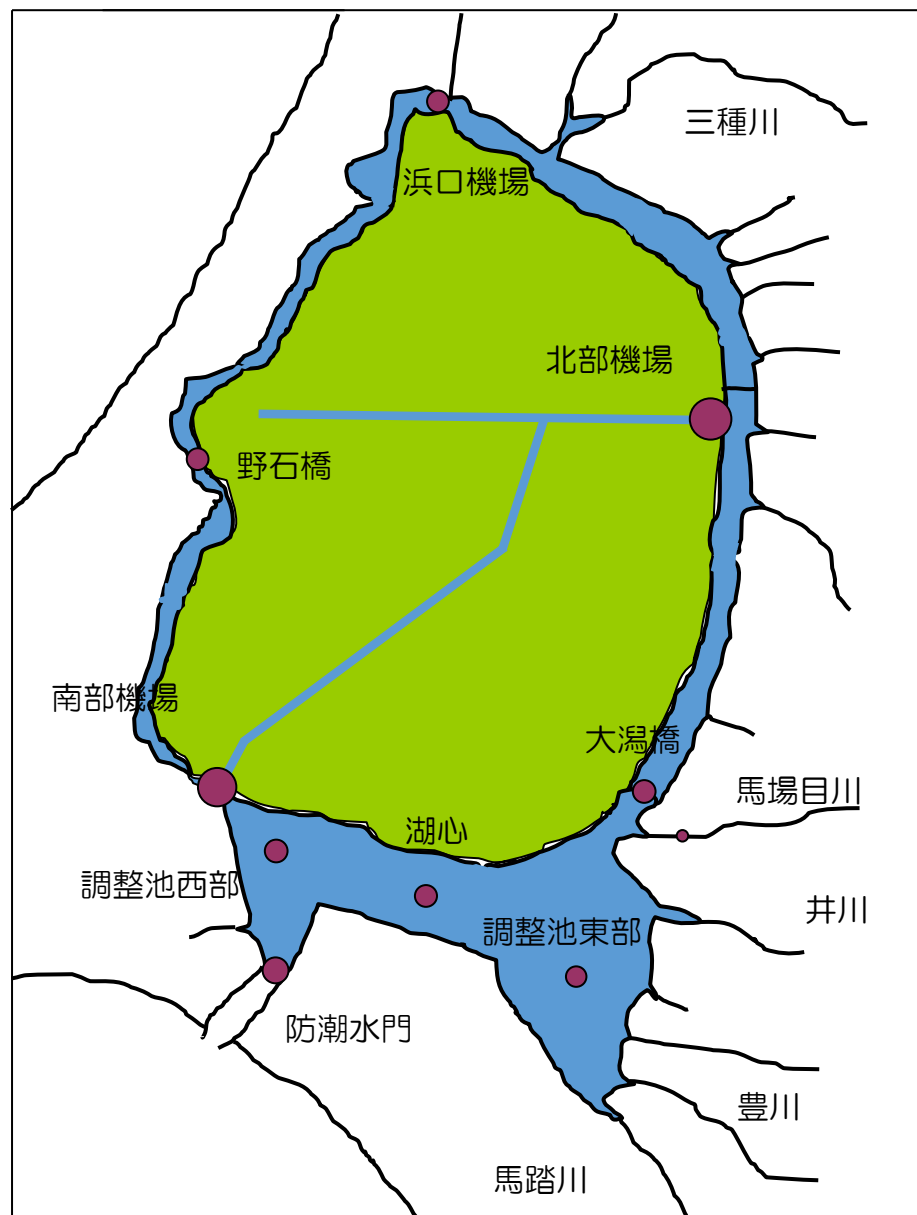 三種川
浜口機場
北部機場
野石橋
南部機場
大潟橋
馬場目川
湖心
調整池西部
井川
調整池東部
防潮水門
豊川
馬踏川